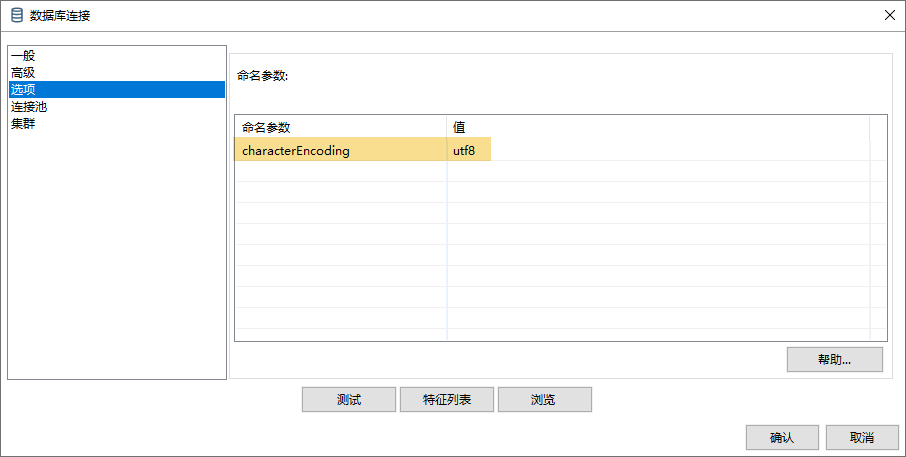 数据库连接
一般
高级
选项
连接池
集群
命名参数:
命名参数 值
characterEncoding utf8
帮助...
测试 特征列表 浏览
确认 取消